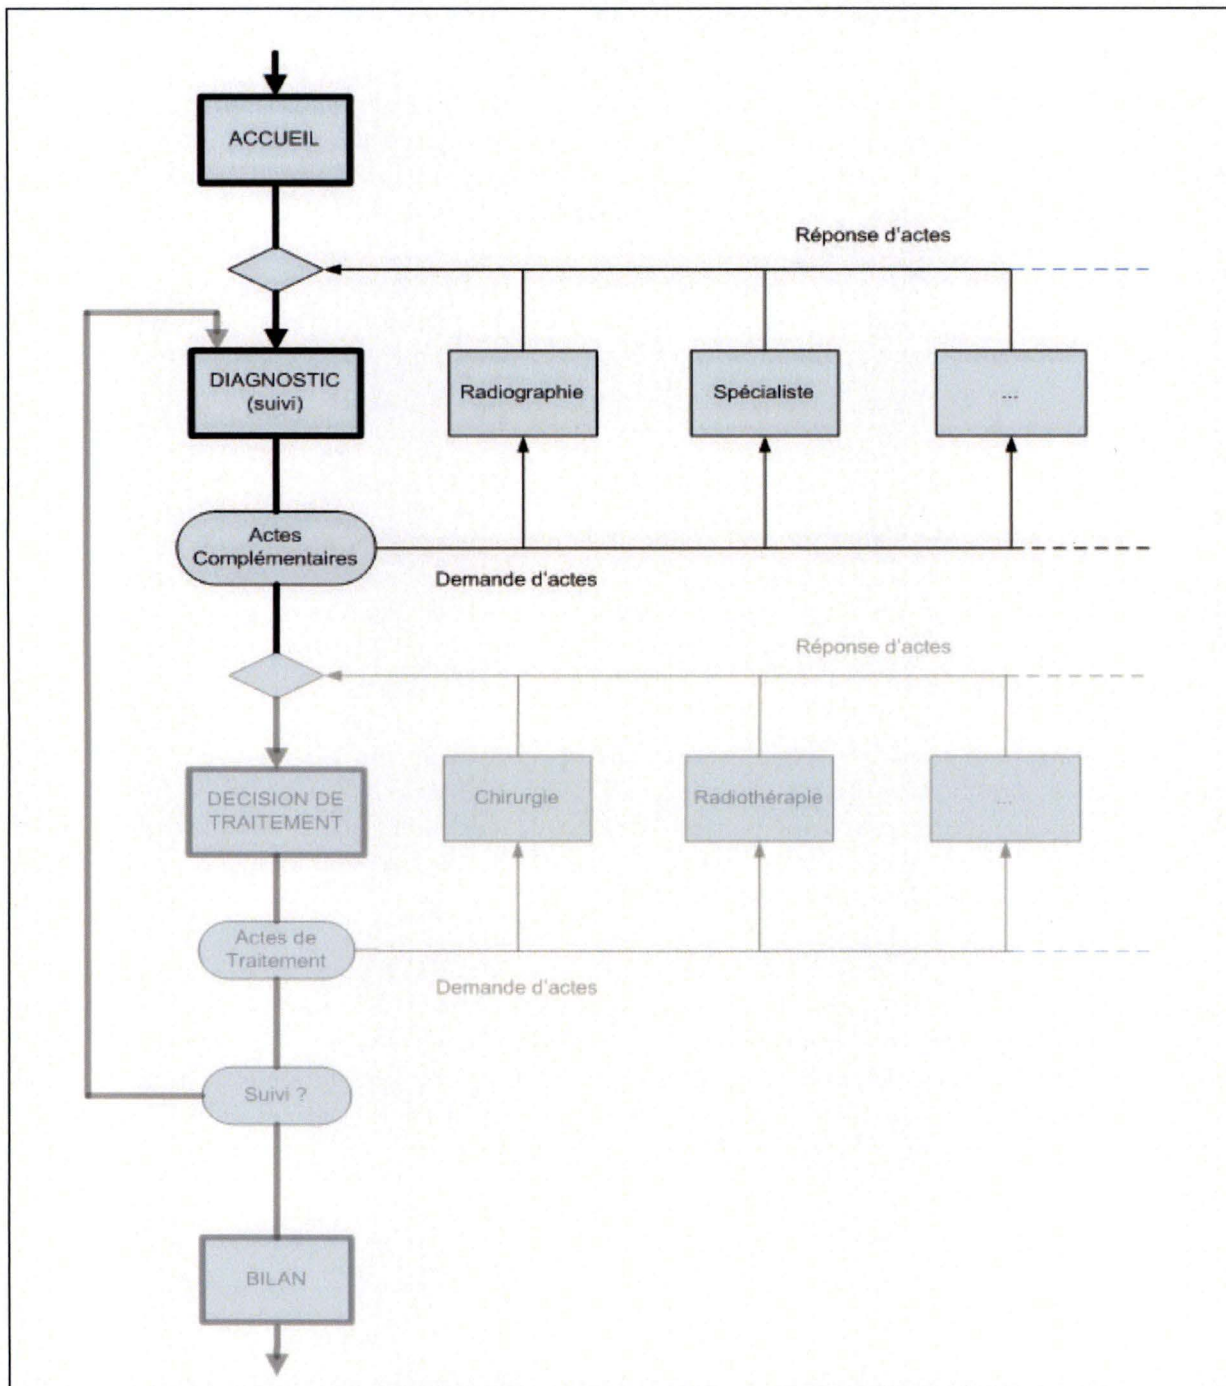 ACCUEIL
Réponse d'actes
DIAGNOSTIC
(suivi)
Radiographie
Spécialiste
...
Actes
Complémentaires
Demande d'actes
Réponse d'actes
DECISION DE
TRAITEMENT
Chirurgie
Radiothérapie
...
Actes de
Traitement
Demande d'actes
Suivi ?
BILAN